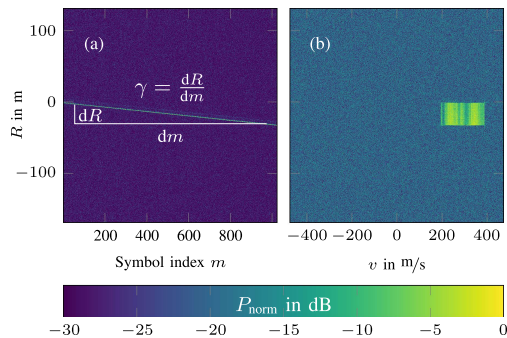 (a)
(b)
γ = dR/dm
dR
dm
R in m
100
0
−100
200 400 600 800
−400 −200 0 200 400
Symbol index m
v in m/s
P_norm in dB
−30 −25 −20 −15 −10 −5 0